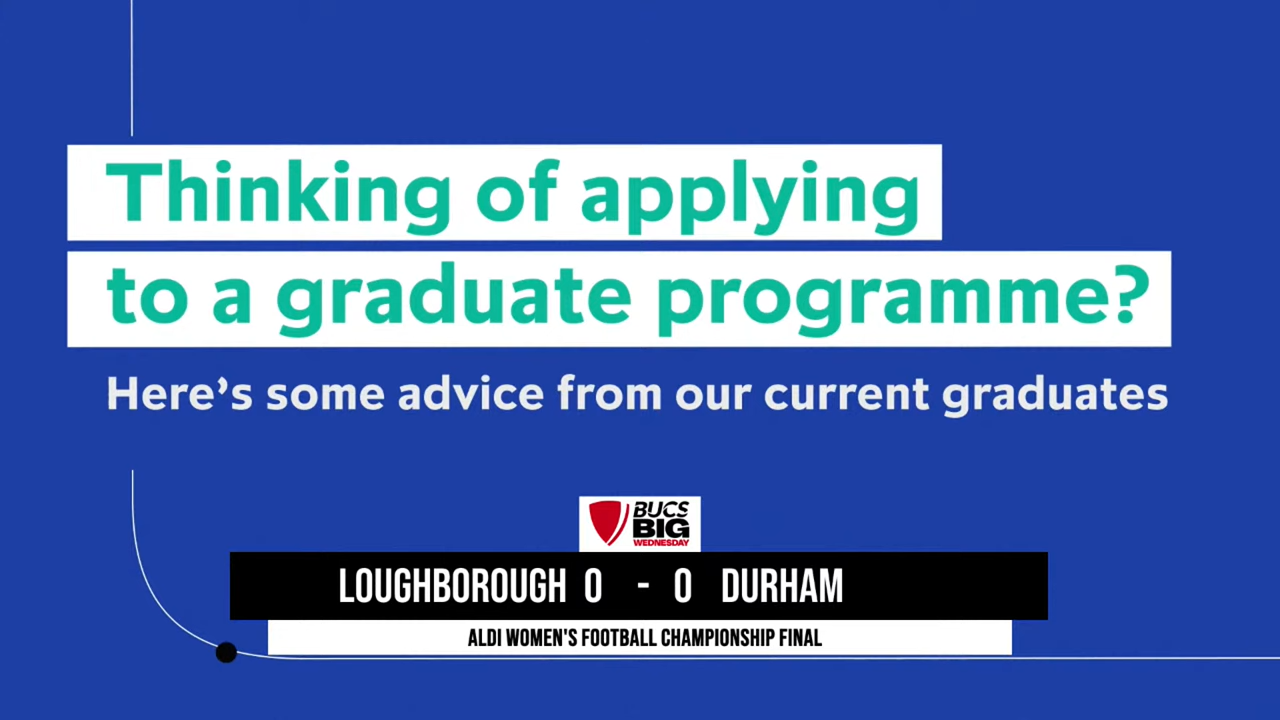 Thinking of applying
to a graduate programme?
Here's some advice from our current graduates
BUCS
BIG
WEDNESDAY
LOUGHBOROUGH 0 - 0 DURHAM
ALDI WOMEN'S FOOTBALL CHAMPIONSHIP FINAL